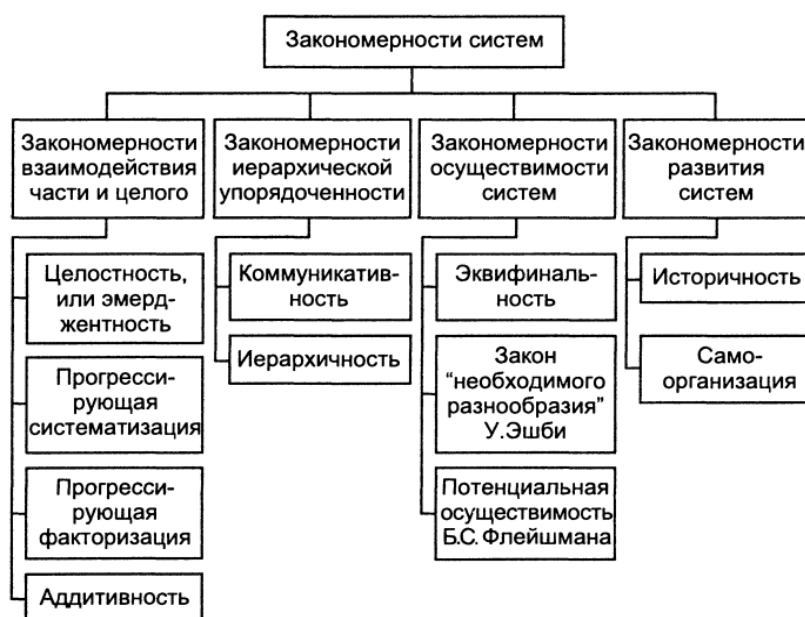 Закономерности систем
Закономерности
взаимодействия
части и целого
Закономерности
иерархической
упорядоченности
Закономерности
осуществимости
систем
Закономерности
развития
систем
Целостность,
или эмерд-
жентность
Прогресси-
рующая
систематизация
Прогресси-
рующая
факторизация
Аддитивность
Коммуникатив-
ность
Иерархичность
Эквифиналь-
ность
Закон
“необходимого
разнообразия”
У.Эшби
Потенциальная
осуществимость
Б.С. Флейшмана
Историчность
Само-
организация